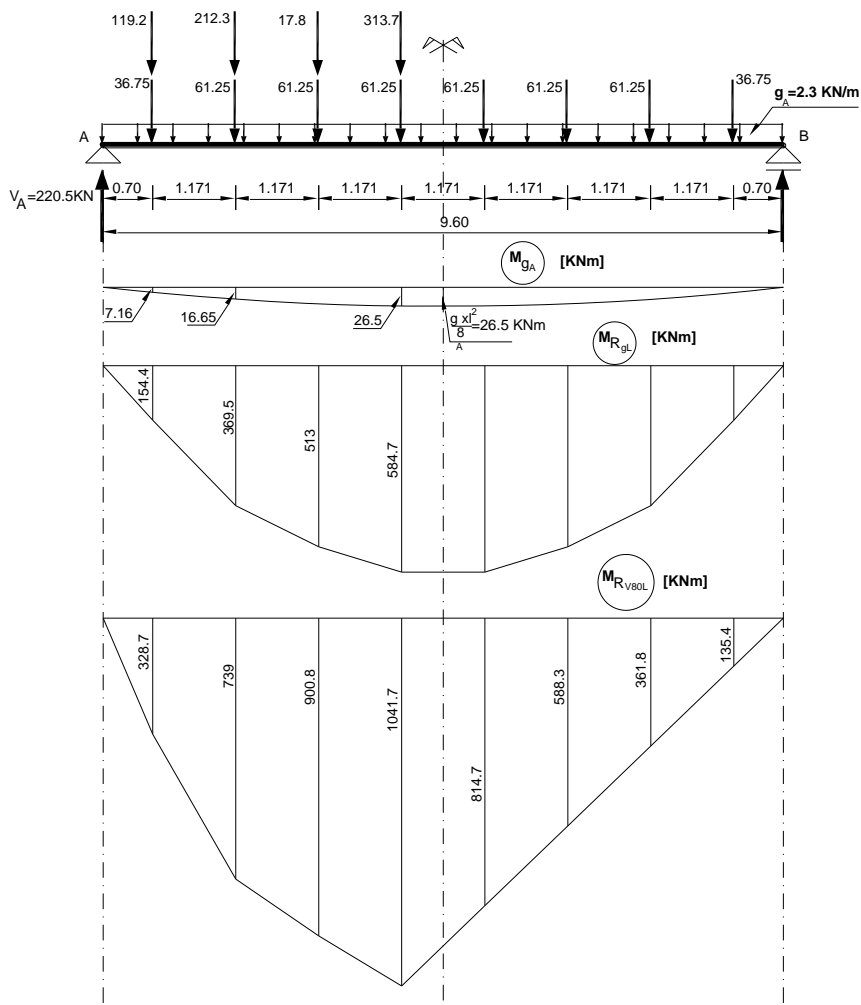 119.2 212.3 17.8 313.7
36.75 61.25 61.25 61.25 61.25 61.25 61.25 36.75
g A =2.3 KN/m
A B
V A =220.5KN
0.70 1.171 1.171 1.171 1.171 1.171 1.171 1.171 0.70
9.60
M gA [KNm]
7.16 16.65 26.5 g A xl² / 8 =26.5 KNm
M R gL [KNm]
154.4 369.5 513 584.7
M R V80L [KNm]
328.7 739 900.8 1041.7 814.7 588.3 361.8 135.4